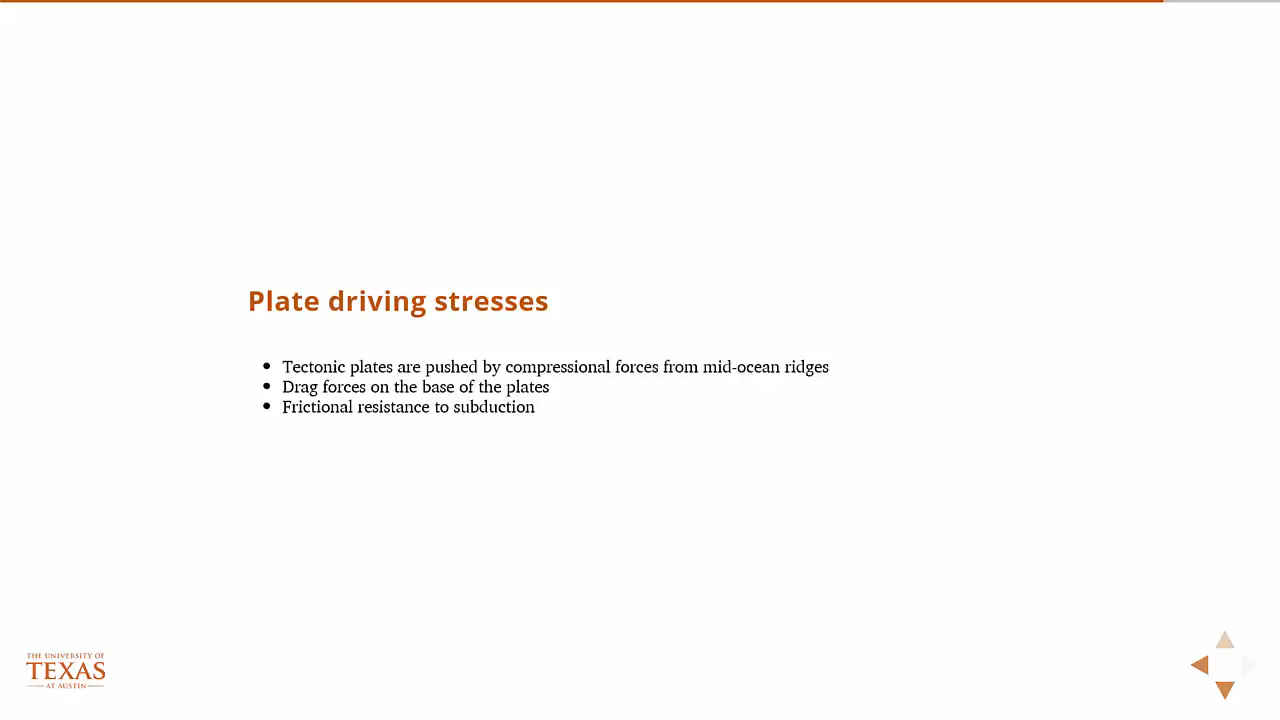 Plate driving stresses
Tectonic plates are pushed by compressional forces from mid-ocean ridges
Drag forces on the base of the plates
Frictional resistance to subduction
THE UNIVERSITY OF
TEXAS
AT AUSTIN